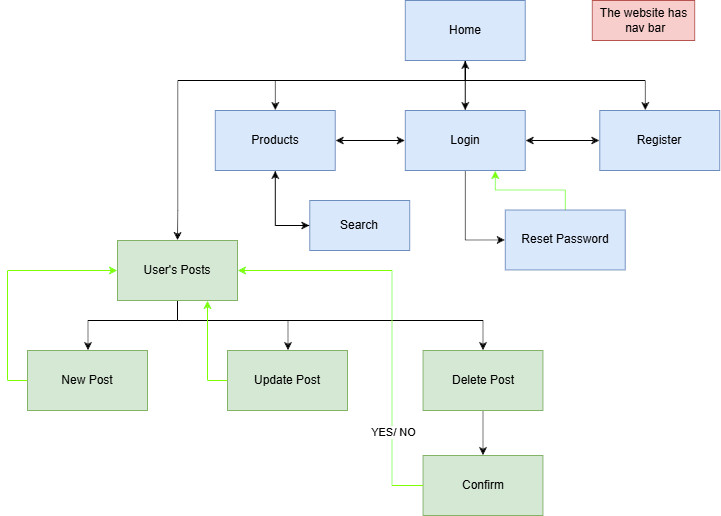 Home
The website has
nav bar
Products
Login
Register
Search
Reset Password
User's Posts
New Post
Update Post
Delete Post
YES/ NO
Confirm